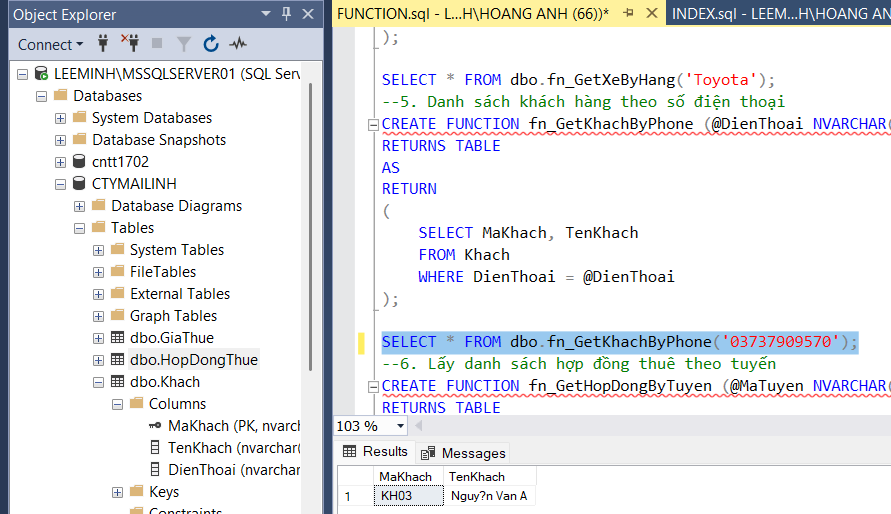 Object Explorer
Connect
LEEMINH\MSSQLSERVER01 (SQL Serv
Databases
System Databases
Database Snapshots
cntt1702
CTYMAILINH
Database Diagrams
Tables
System Tables
FileTables
External Tables
Graph Tables
dbo.GiaThue
dbo.HopDongThue
dbo.Khach
Columns
MaKhach (PK, nvarch
TenKhach (nvarchar(
DienThoai (nvarchar
Keys
Constraints
FUNCTION.sql - L...H\HOANG ANH (66))*
INDEX.sql - LEEM...H\HOANG AN
);
SELECT * FROM dbo.fn_GetXeByHang('Toyota');
--5. Danh sách khách hàng theo số điện thoại
CREATE FUNCTION fn_GetKhachByPhone (@DienThoai NVARCHAR(
RETURNS TABLE
AS
RETURN
(
SELECT MaKhach, TenKhach
FROM Khach
WHERE DienThoai = @DienThoai
);
SELECT * FROM dbo.fn_GetKhachByPhone('03737909570');
--6. Lấy danh sách hợp đồng thuê theo tuyến
CREATE FUNCTION fn_GetHopDongByTuyen (@MaTuyen NVARCHAR(
RETURNS TABLE
103 %
Results
Messages
MaKhach TenKhach
1 KH03 Nguy?n Van A